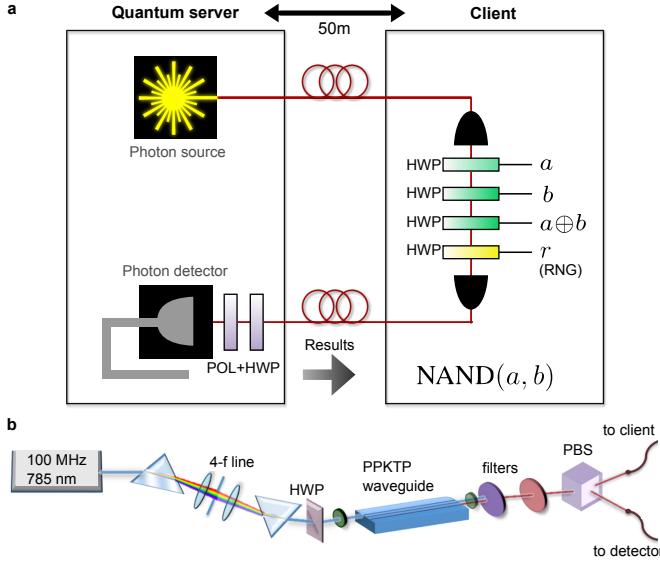 a
Quantum server
Client
50m
Photon source
HWP
a
HWP
b
HWP
a⊕b
HWP
r
(RNG)
Photon detector
POL+HWP
Results
NAND(a, b)
b
100 MHz
785 nm
4-f line
HWP
PPKTP
waveguide
filters
PBS
to client
to detector